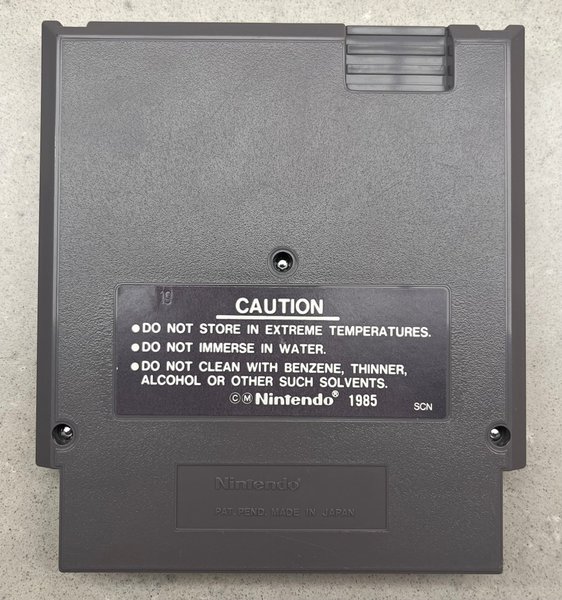 19
CAUTION
● DO NOT STORE IN EXTREME TEMPERATURES.
● DO NOT IMMERSE IN WATER.
● DO NOT CLEAN WITH BENZENE, THINNER,
ALCOHOL OR OTHER SUCH SOLVENTS.
ⒸⓂ Nintendo® 1985
SCN
Nintendo®
PAT. PEND. MADE IN JAPAN